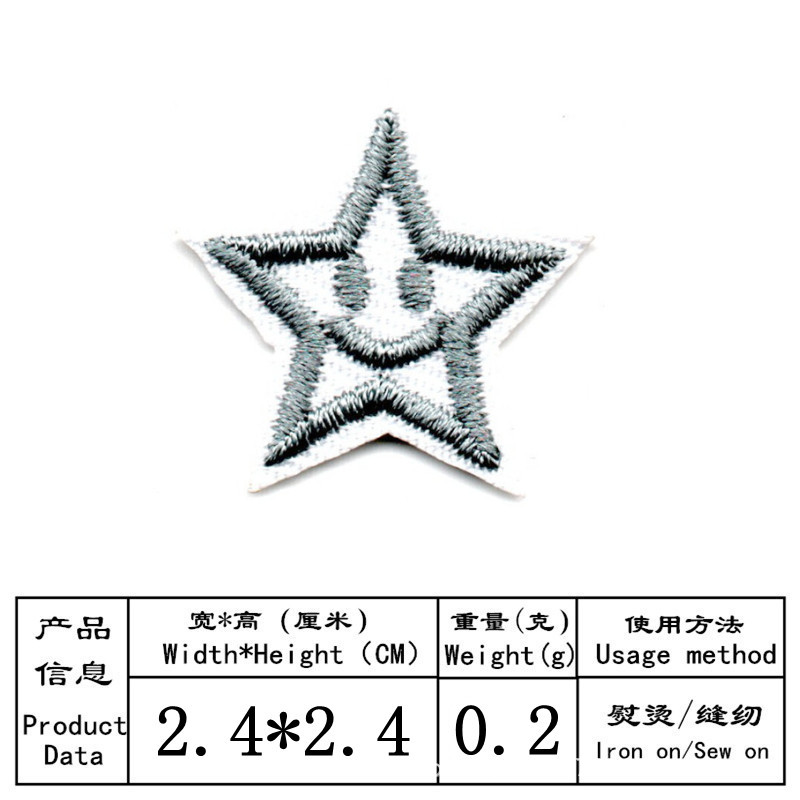 产品
信息
Product
Data
宽*高 (厘米)
Width*Height (CM)
重量(克)
Weight(g)
使用方法
Usage method
2.4*2.4
0.2
熨烫/缝纫
Iron on/Sew on